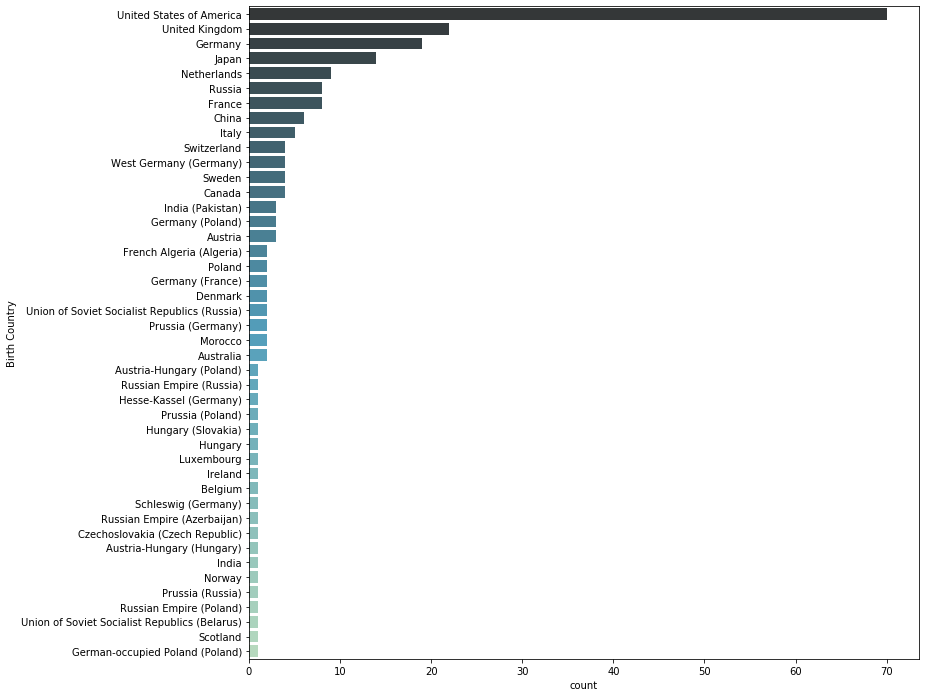 United States of America
United Kingdom
Germany
Japan
Netherlands
Russia
France
China
Italy
Switzerland
West Germany (Germany)
Sweden
Canada
India (Pakistan)
Germany (Poland)
Austria
French Algeria (Algeria)
Poland
Germany (France)
Denmark
Union of Soviet Socialist Republics (Russia)
Prussia (Germany)
Morocco
Australia
Austria-Hungary (Poland)
Russian Empire (Russia)
Hesse-Kassel (Germany)
Prussia (Poland)
Hungary (Slovakia)
Hungary
Luxembourg
Ireland
Belgium
Schleswig (Germany)
Russian Empire (Azerbaijan)
Czechoslovakia (Czech Republic)
Austria-Hungary (Hungary)
India
Norway
Prussia (Russia)
Russian Empire (Poland)
Union of Soviet Socialist Republics (Belarus)
Scotland
German-occupied Poland (Poland)
Birth Country
0 10 20 30 40 50 60 70
count